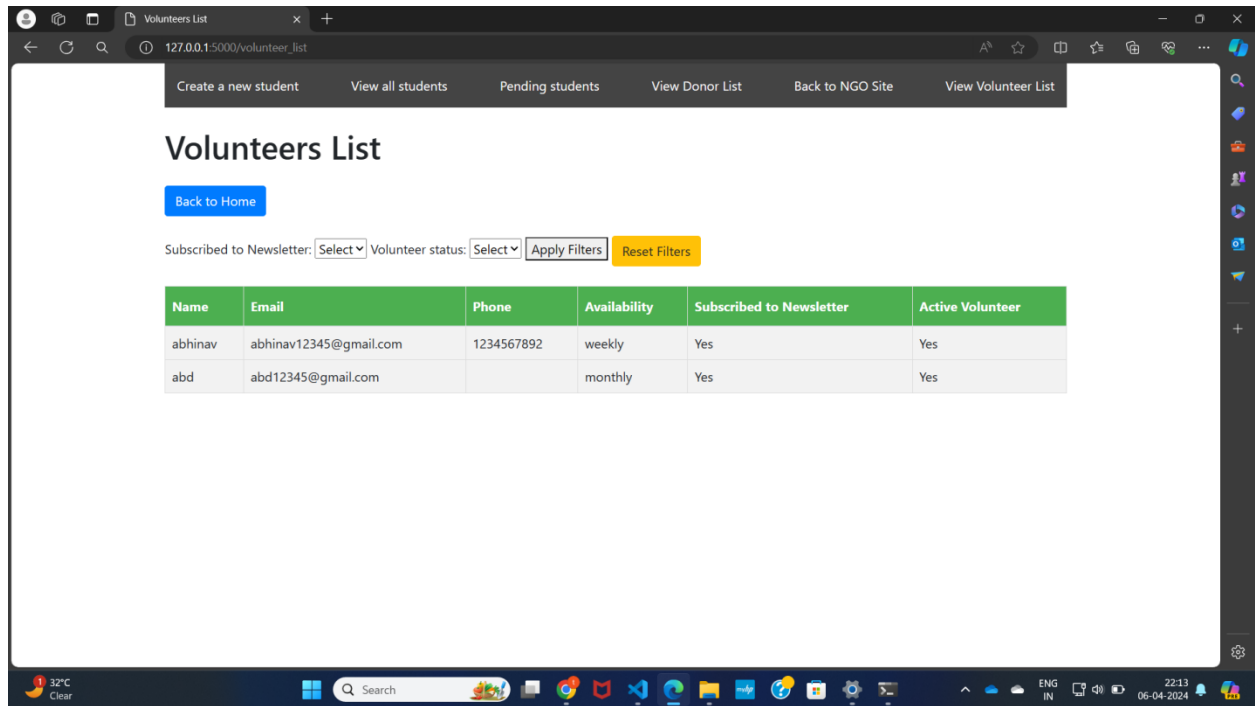 Volunteers List
127.0.0.1:5000/volunteer_list
Create a new student View all students Pending students View Donor List Back to NGO Site View Volunteer List
Volunteers List
Back to Home
Subscribed to Newsletter: Select Volunteer status: Select Apply Filters Reset Filters
Name Email Phone Availability Subscribed to Newsletter Active Volunteer
abhinav abhinav12345@gmail.com 1234567892 weekly Yes Yes
abd abd12345@gmail.com monthly Yes Yes
1 32°C Search ENG 22:13
Clear IN 06-04-2024